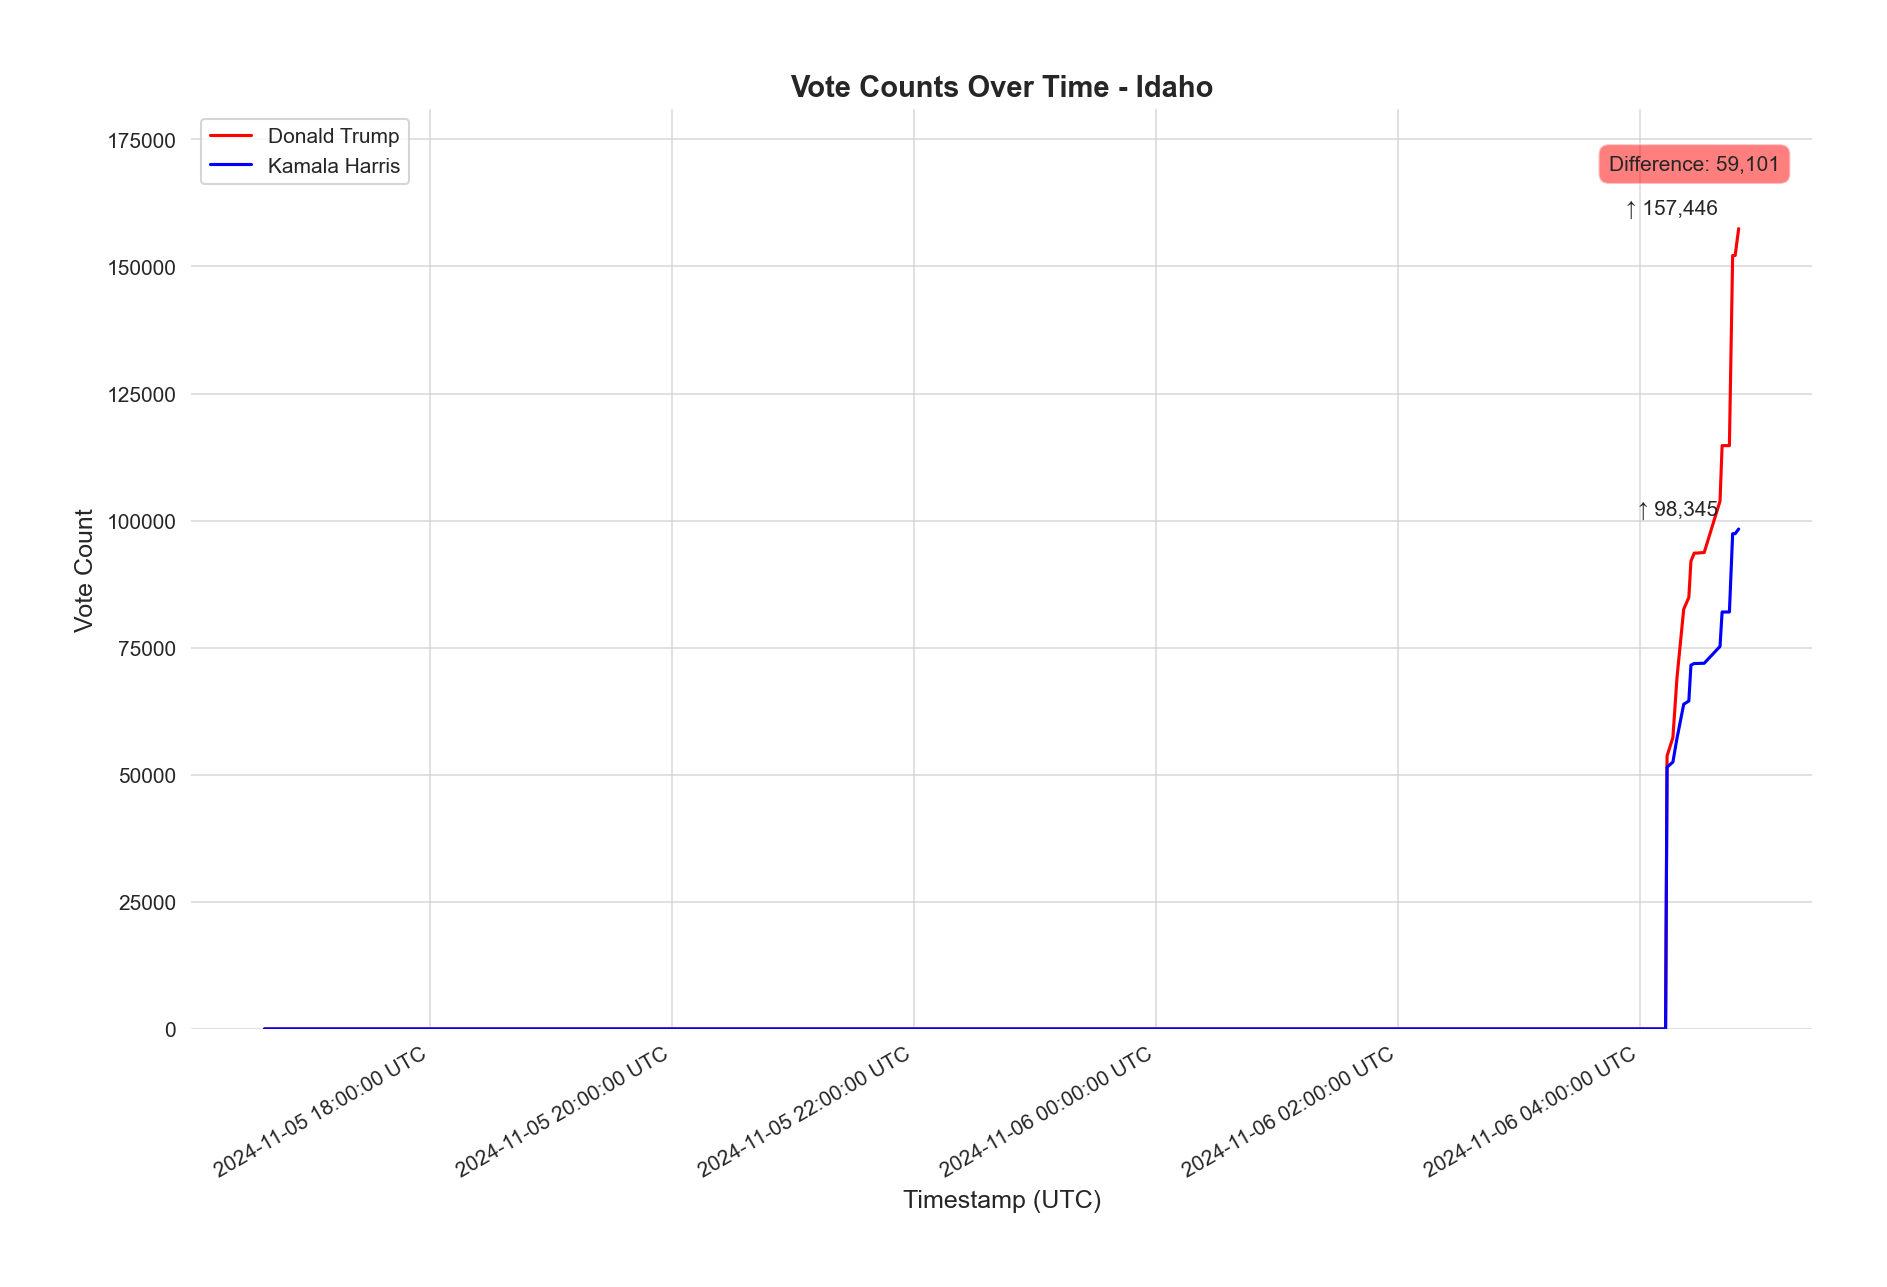 Vote Counts Over Time - Idaho
Donald Trump
Kamala Harris
Difference: 59,101
↑ 157,446
↑ 98,345
Vote Count
175000
150000
125000
100000
75000
50000
25000
0
2024-11-05 18:00:00 UTC
2024-11-05 20:00:00 UTC
2024-11-05 22:00:00 UTC
2024-11-06 00:00:00 UTC
2024-11-06 02:00:00 UTC
2024-11-06 04:00:00 UTC
Timestamp (UTC)